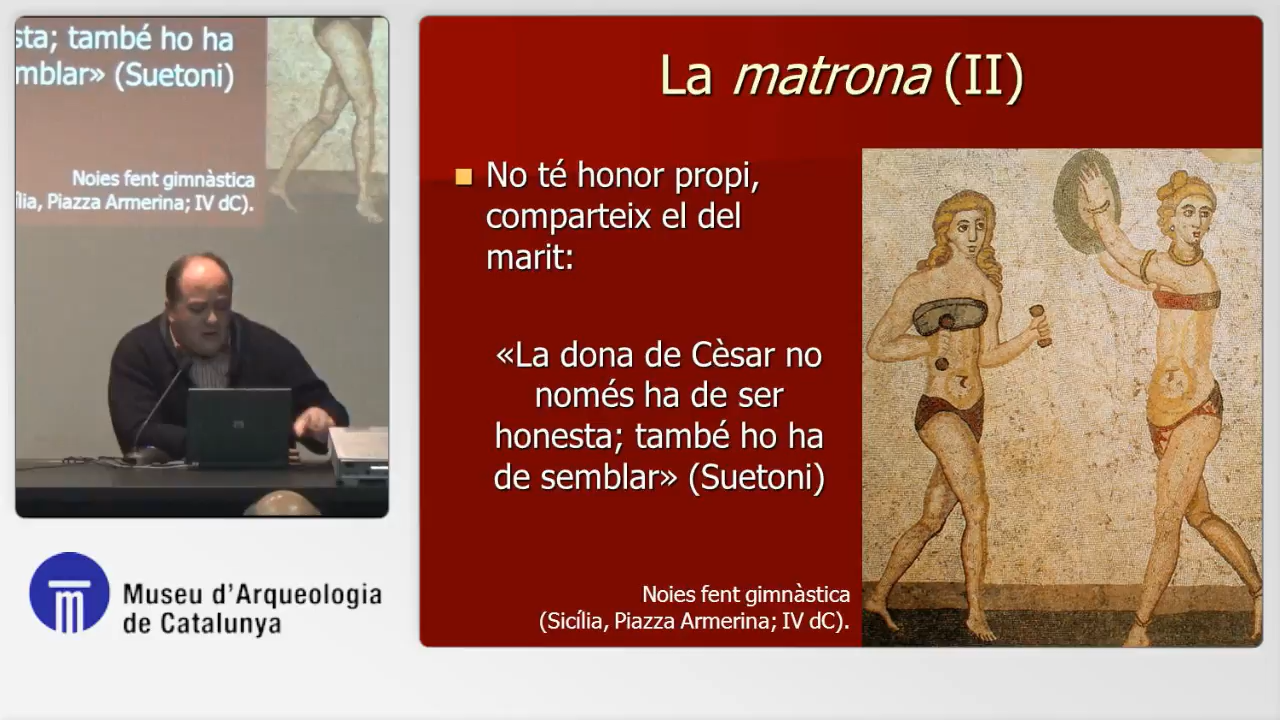 sta; també ho ha
mblar» (Suetoni)
Noies fent gimnàstica
ília, Piazza Armerina; IV dC).
Museu d'Arqueologia
de Catalunya
La matrona (II)
No té honor propi,
comparteix el del
marit:
«La dona de Cèsar no
només ha de ser
honesta; també ho ha
de semblar» (Suetoni)
Noies fent gimnàstica
(Sicília, Piazza Armerina; IV dC).